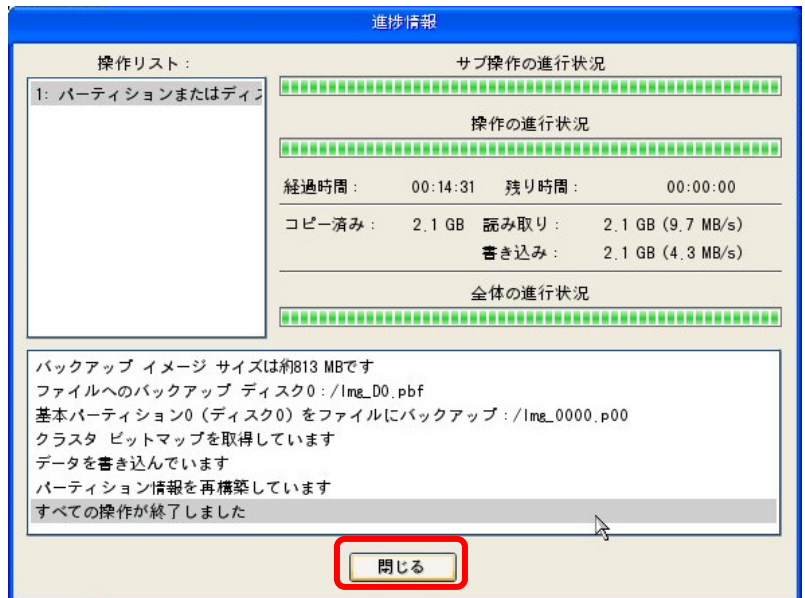 進捗情報
操作リスト:
1: パーティションまたはディス
サブ操作の進行状況
操作の進行状況
経過時間: 00:14:31 残り時間: 00:00:00
コピー済み: 2.1 GB 読み取り: 2.1 GB (9.7 MB/s)
書き込み: 2.1 GB (4.3 MB/s)
全体の進行状況
バックアップ イメージ サイズは約813 MBです
ファイルへのバックアップ ディスク0:/Img_D0.pbf
基本パーティション0(ディスク0)をファイルにバックアップ:/Img_0000.p00
クラスタ ビットマップを取得しています
データを書き込んでいます
パーティション情報を再構築しています
すべての操作が終了しました
閉じる